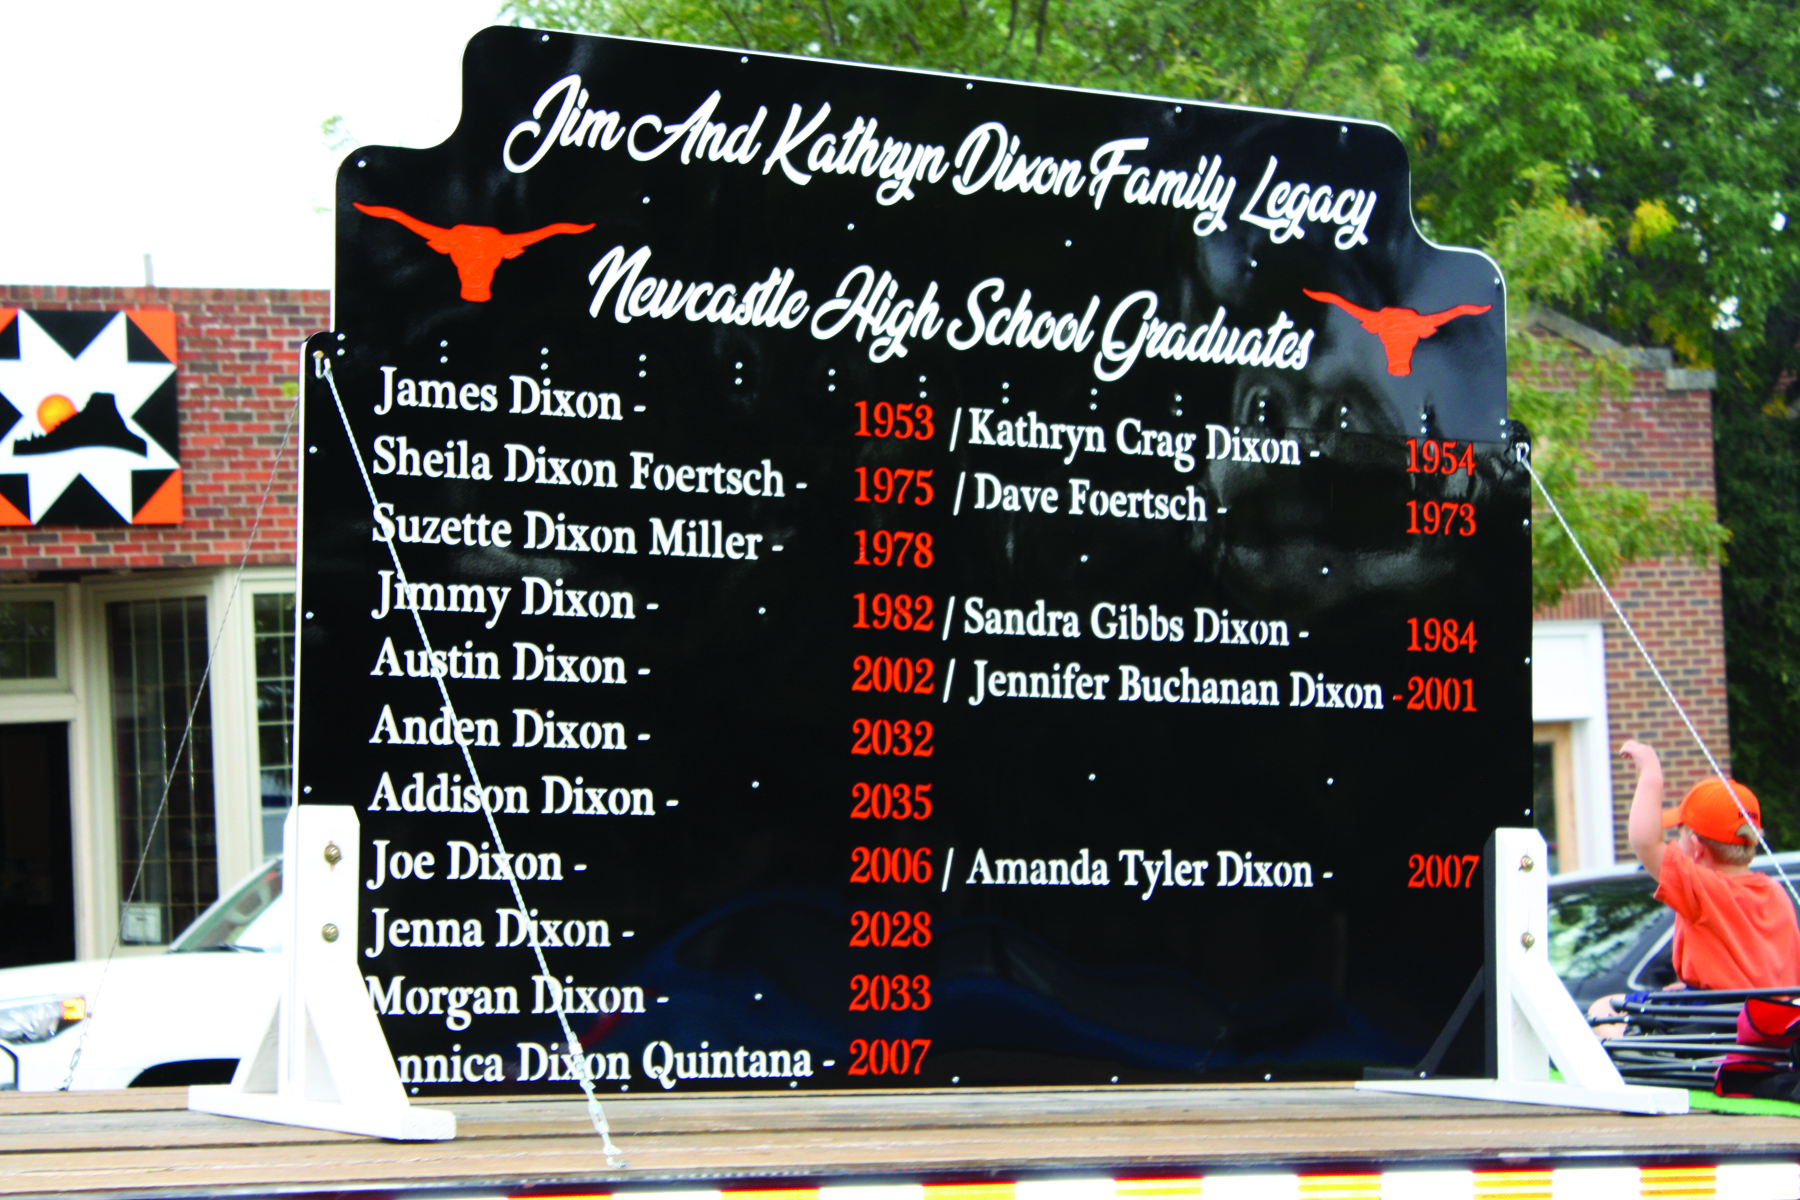 Jim And Kathryn Dixon Family Legacy
Newcastle High School Graduates
James Dixon - 1953 / Kathryn Crag Dixon - 1954
Sheila Dixon Foertsch - 1975 / Dave Foertsch - 1973
Suzette Dixon Miller - 1978
Jimmy Dixon - 1982 / Sandra Gibbs Dixon - 1984
Austin Dixon - 2002 / Jennifer Buchanan Dixon - 2001
Anden Dixon - 2032
Addison Dixon - 2035
Joe Dixon - 2006 / Amanda Tyler Dixon - 2007
Jenna Dixon - 2028
Morgan Dixon - 2033
nnica Dixon Quintana - 2007